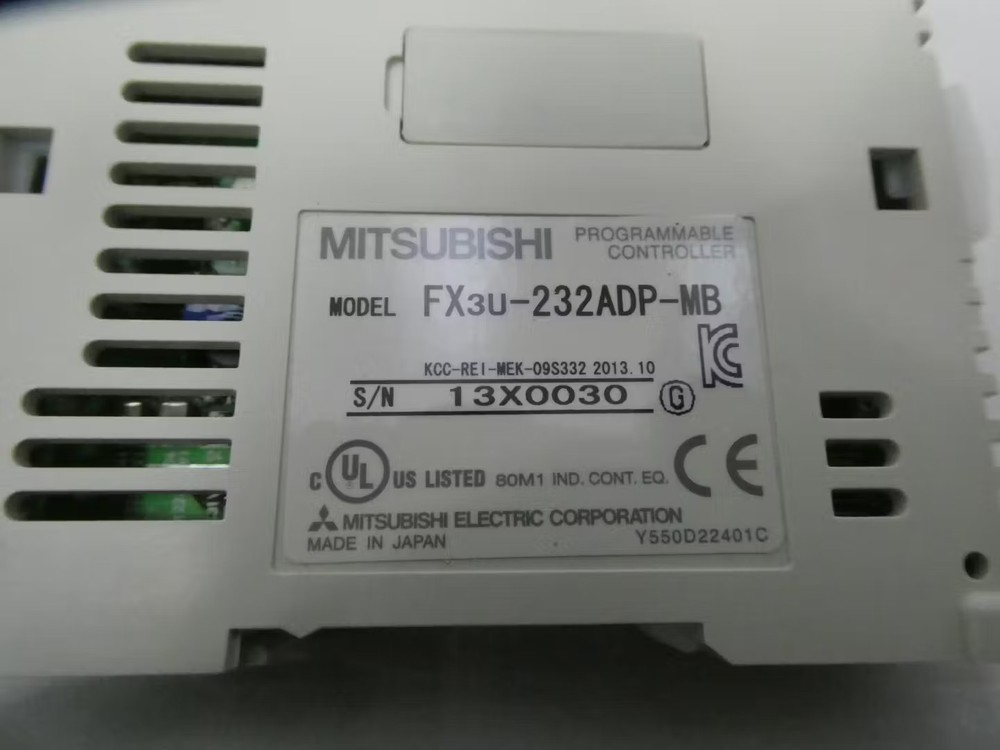 MITSUBISHI PROGRAMMABLE CONTROLLER
MODEL FX3U-232ADP-MB
KCC-REI-MEK-09S332 2013.10
S/N 13X0030 G
C UL US LISTED 80M1 IND. CONT. EQ. CE
MITSUBISHI ELECTRIC CORPORATION
MADE IN JAPAN Y550D22401C